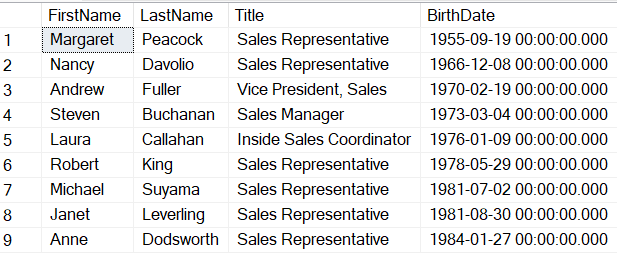 FirstName LastName Title BirthDate
1 Margaret Peacock Sales Representative 1955-09-19 00:00:00.000
2 Nancy Davolio Sales Representative 1966-12-08 00:00:00.000
3 Andrew Fuller Vice President, Sales 1970-02-19 00:00:00.000
4 Steven Buchanan Sales Manager 1973-03-04 00:00:00.000
5 Laura Callahan Inside Sales Coordinator 1976-01-09 00:00:00.000
6 Robert King Sales Representative 1978-05-29 00:00:00.000
7 Michael Suyama Sales Representative 1981-07-02 00:00:00.000
8 Janet Leverling Sales Representative 1981-08-30 00:00:00.000
9 Anne Dodsworth Sales Representative 1984-01-27 00:00:00.000